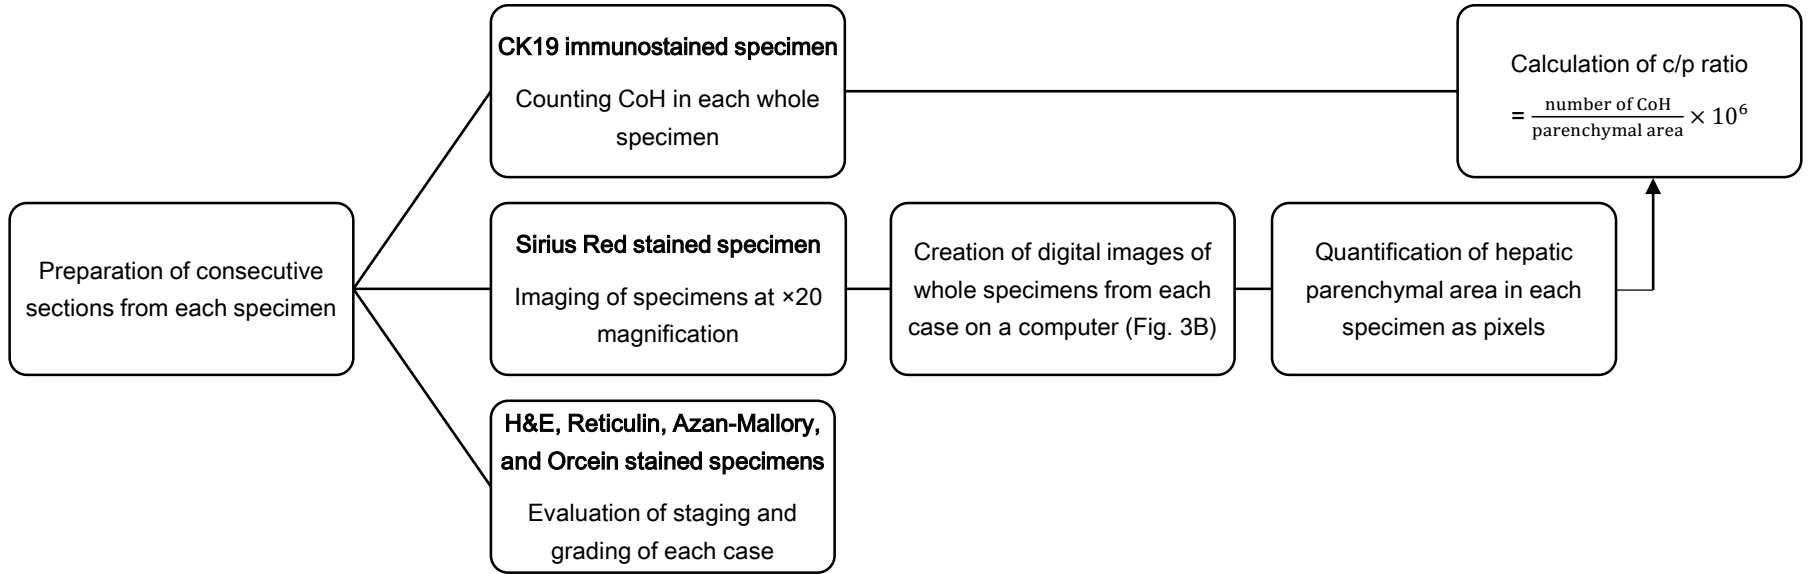 Preparation of consecutive
sections from each specimen
CK19 immunostained specimen
Counting CoH in each whole
specimen
Sirius Red stained specimen
Imaging of specimens at ×20
magnification
H&E, Reticulin, Azan-Mallory,
and Orcein stained specimens
Evaluation of staging and
grading of each case
Creation of digital images of
whole specimens from each
case on a computer (Fig. 3B)
Quantification of hepatic
parenchymal area in each
specimen as pixels
Calculation of c/p ratio
= number of CoH / parenchymal area × 10⁶